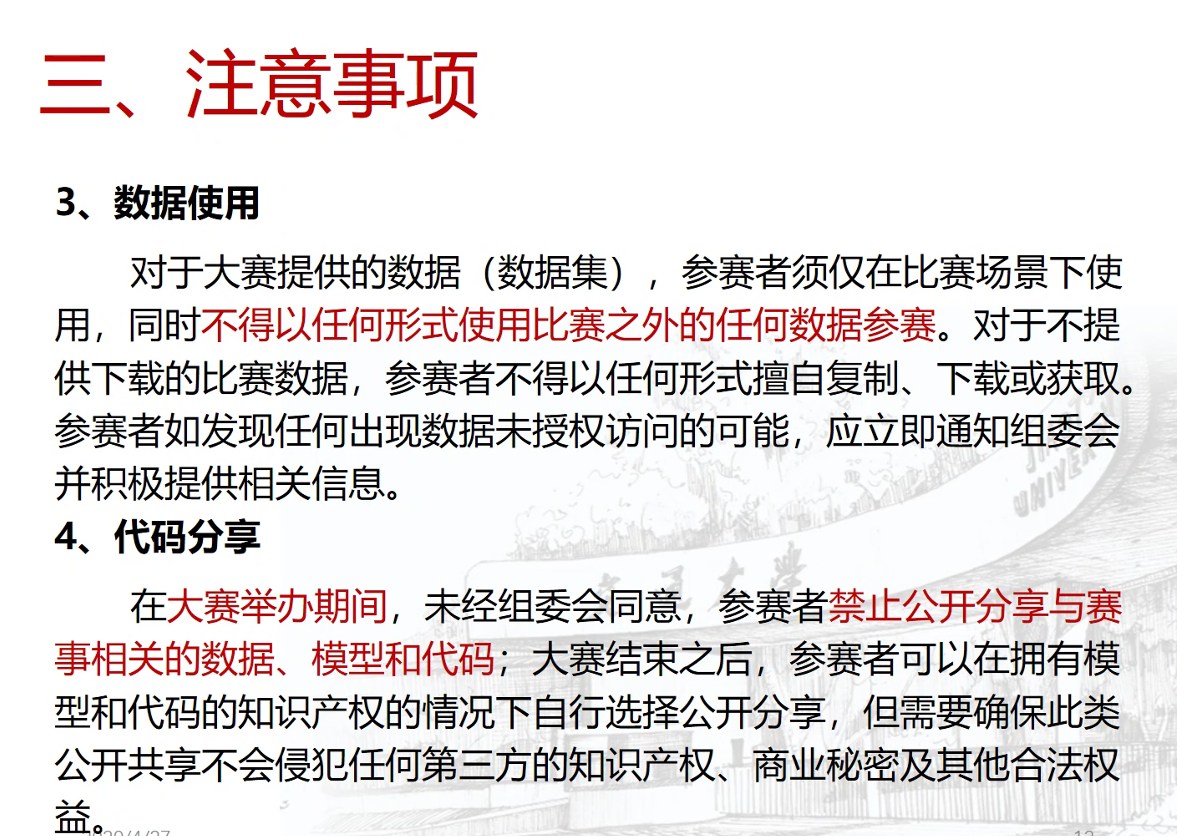 三、注意事项
3、数据使用
对于大赛提供的数据（数据集），参赛者须仅在比赛场景下使
用，同时不得以任何形式使用比赛之外的任何数据参赛。对于不提
供下载的比赛数据，参赛者不得以任何形式擅自复制、下载或获取。
参赛者如发现任何出现数据未授权访问的可能，应立即通知组委会
并积极提供相关信息。
4、代码分享
在大赛举办期间，未经组委会同意，参赛者禁止公开分享与赛
事相关的数据、模型和代码；大赛结束之后，参赛者可以在拥有模
型和代码的知识产权的情况下自行选择公开分享，但需要确保此类
公开共享不会侵犯任何第三方的知识产权、商业秘密及其他合法权
益。